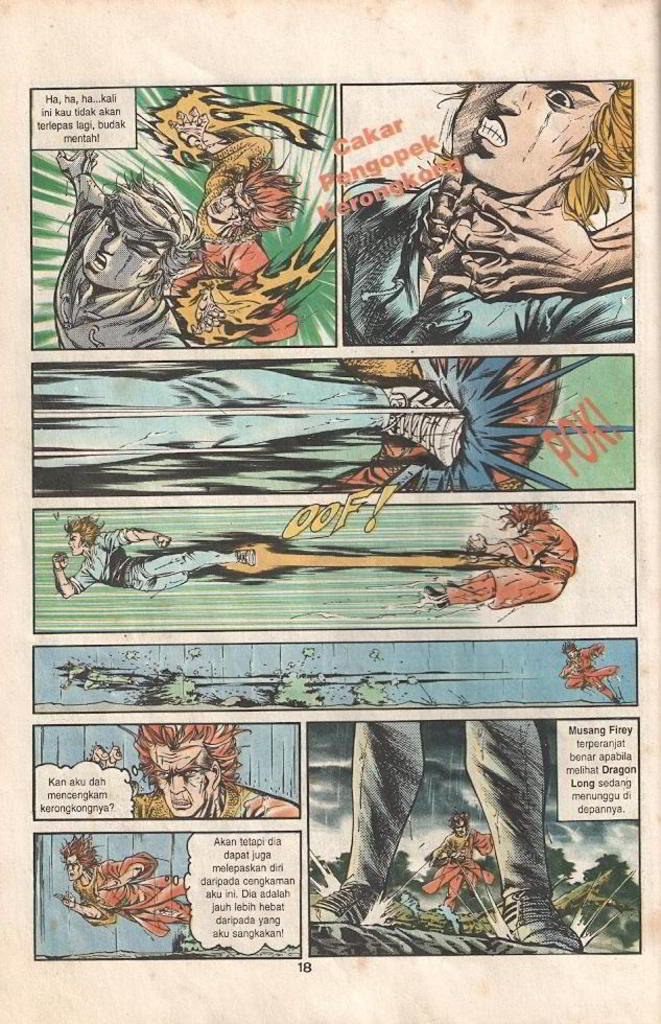 Ha, ha, ha...kali
ini kau tidak akan
terlepas lagi, budak
mentah!
Cakar
Pengopek
Kerongkong
POK!
OOF!
Kan aku dah
mencengkam
kerongkongnya?
Musang Firey
terperanjat
benar apabila
melihat Dragon
Long sedang
menunggu di
depannya.
Akan tetapi dia
dapat juga
melepaskan diri
daripada cengkaman
aku ini. Dia adalah
jauh lebih hebat
daripada yang
aku sangkakan!
18